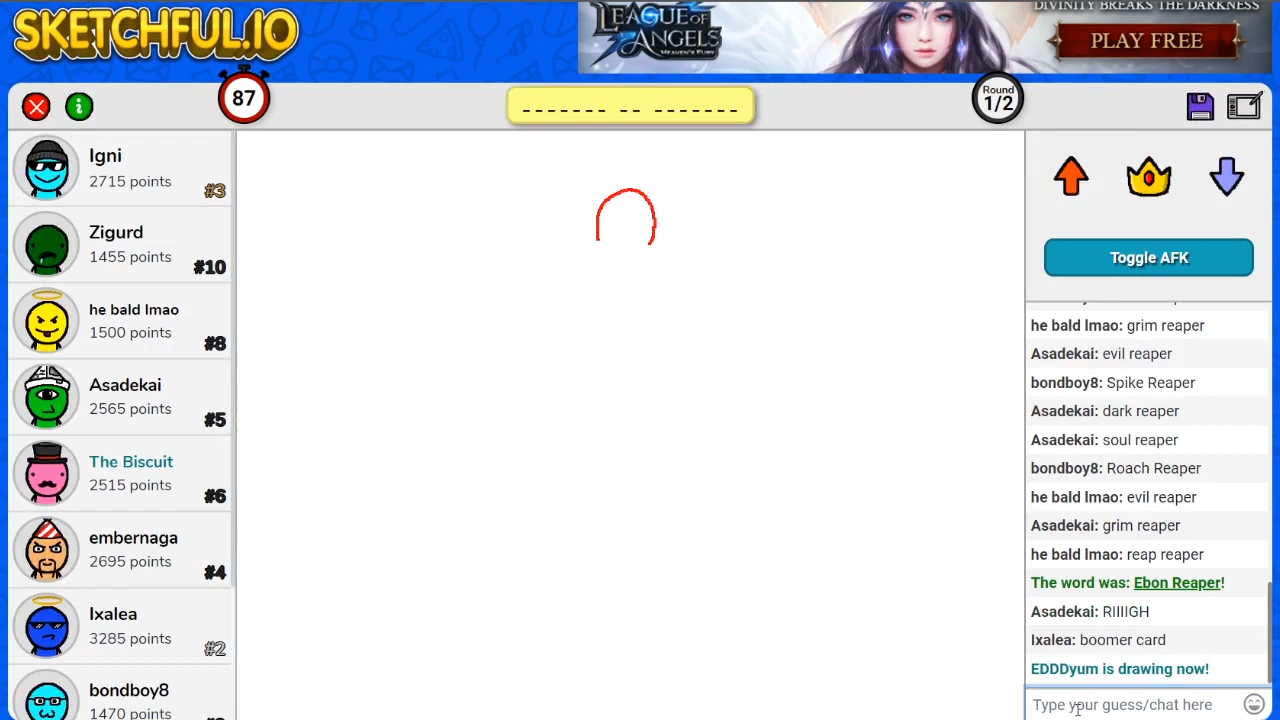 SKETCHFUL.IO
LEAGUE OF
ANGELS
HEAVEN'S FURY
DIVINITY BREAKS THE DARKNESS
PLAY FREE
87
_______ __ _______
Round
1/2
Igni
2715 points
#3
Zigurd
1455 points
#10
he bald lmao
1500 points
#8
Asadekai
2565 points
#5
The Biscuit
2515 points
#6
embernaga
2695 points
#4
Ixalea
3285 points
#2
bondboy8
1470 points
Toggle AFK
he bald lmao: grim reaper
Asadekai: evil reaper
bondboy8: Spike Reaper
Asadekai: dark reaper
Asadekai: soul reaper
bondboy8: Roach Reaper
he bald lmao: evil reaper
Asadekai: grim reaper
he bald lmao: reap reaper
The word was: Ebon Reaper!
Asadekai: RIIIIGH
Ixalea: boomer card
EDDDyum is drawing now!
Type your guess/chat here